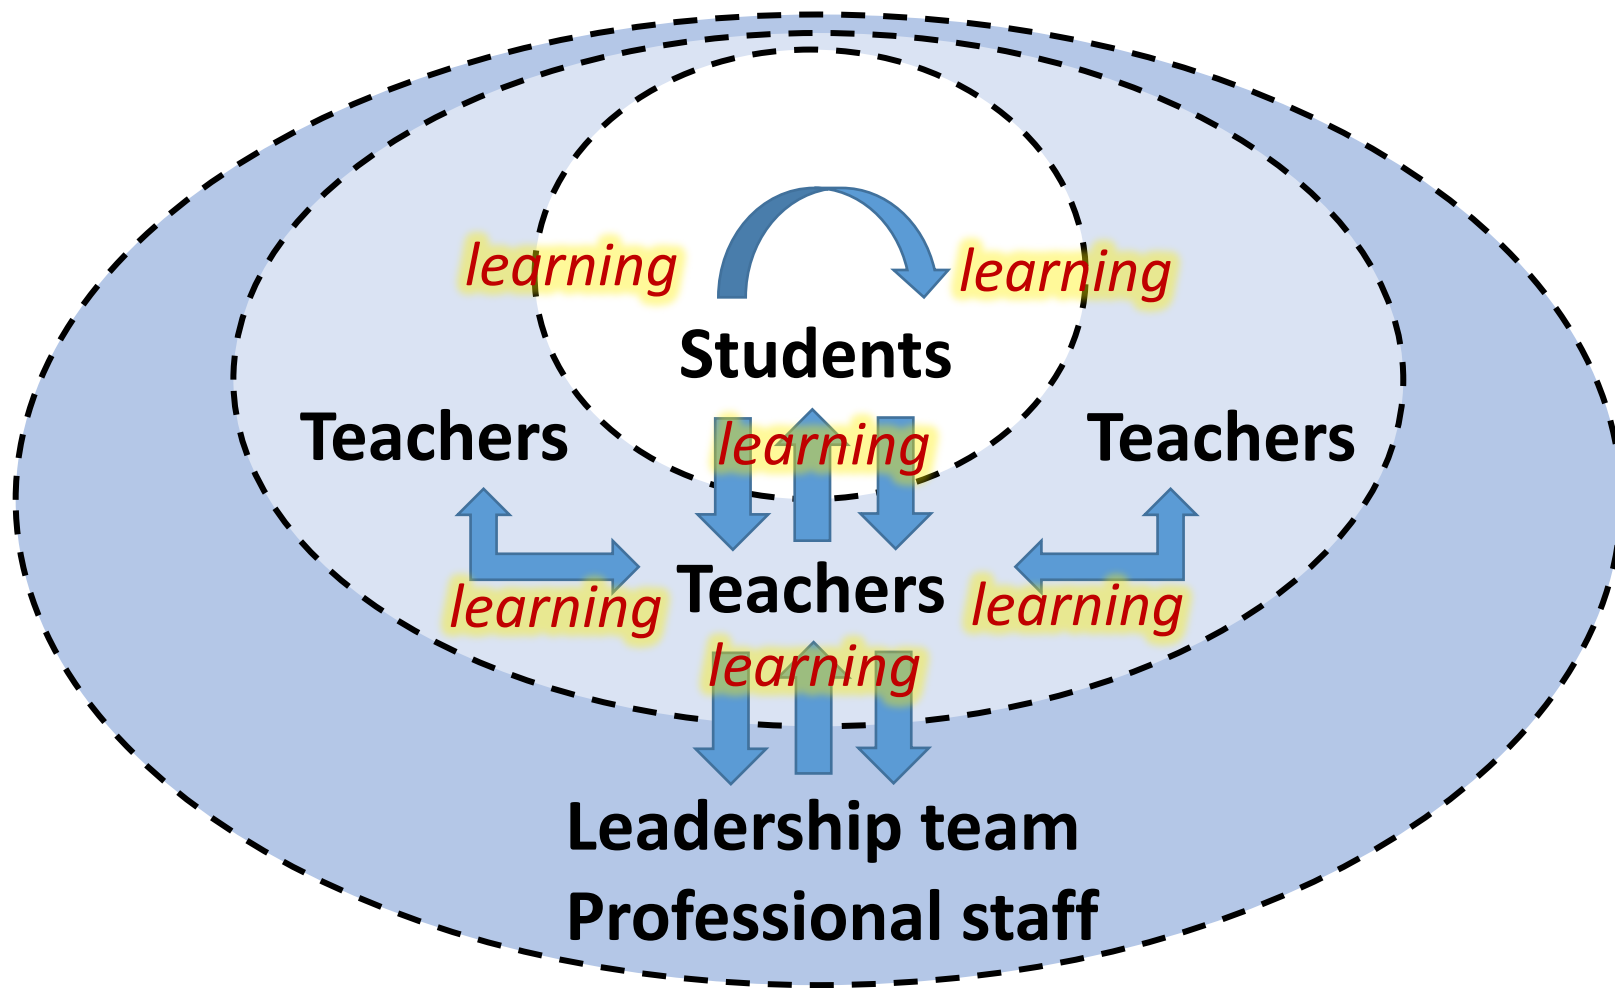 learning
learning
Students
Teachers
learning
Teachers
Teachers
learning
learning
learning
Leadership team
Professional staff